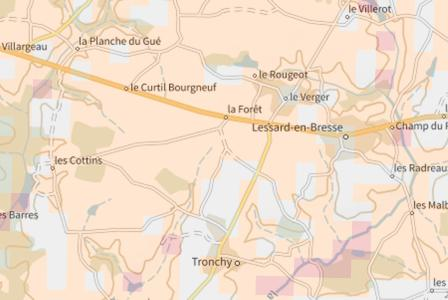 le Villerot
la Planche du Gué
Villargeau
le Rougeot
le Curtil Bourgneuf
le Verger
la Forêt
Lessard-en-Bresse
Champ du
les Cottins
les Radreau
les
Barres
Tronchy
les